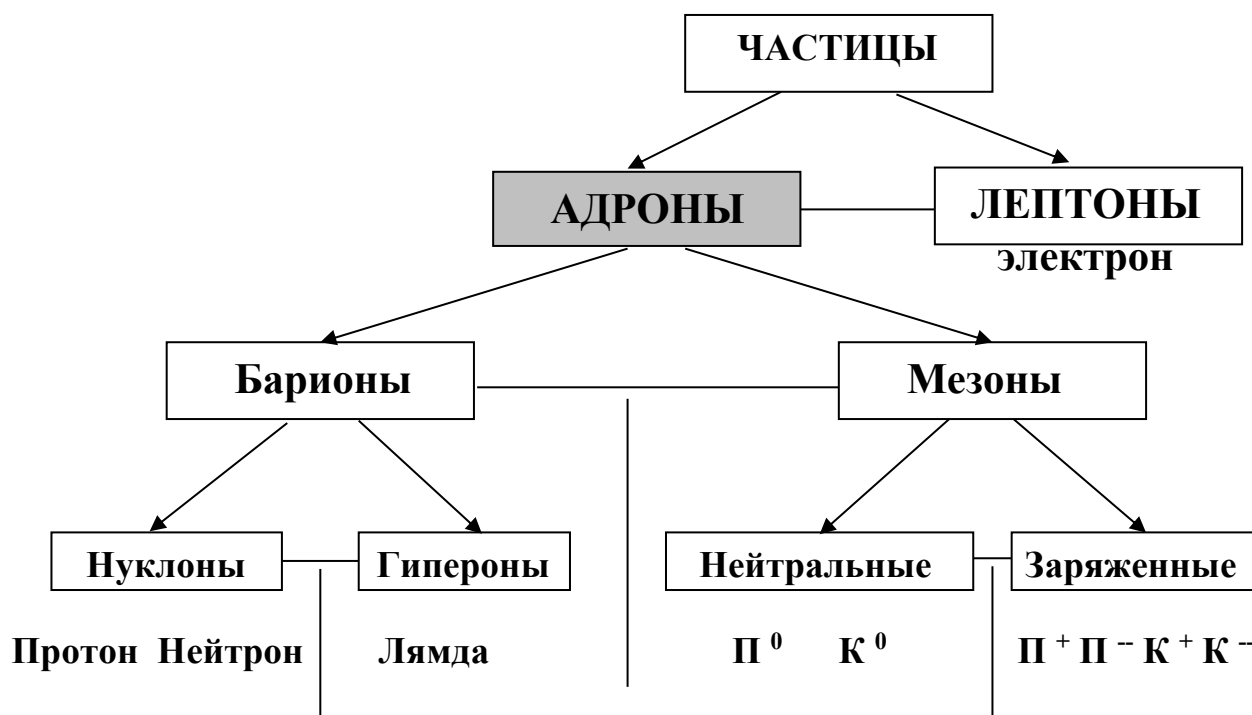 ЧАСТИЦЫ
АДРОНЫ
ЛЕПТОНЫ
электрон
Барионы
Мезоны
Нуклоны
Гипероны
Нейтральные
Заряженные
Протон Нейтрон
Лямда
П ⁰ К ⁰
П ⁺ П ⁻⁻ К ⁺ К ⁻⁻